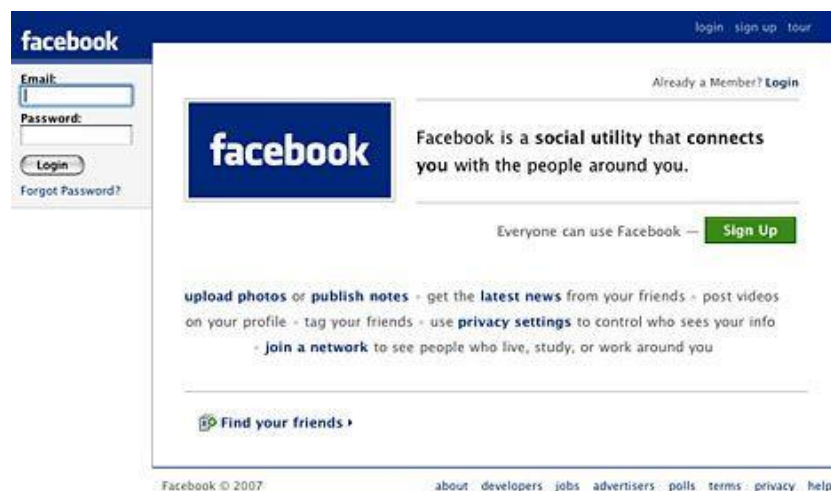 facebook
login sign up tour
Email:
Password:
Login
Forgot Password?
Already a Member? Login
facebook
Facebook is a social utility that connects
you with the people around you.
Everyone can use Facebook — Sign Up
upload photos or publish notes - get the latest news from your friends - post videos
on your profile - tag your friends - use privacy settings to control who sees your info
- join a network to see people who live, study, or work around you
Find your friends ▸
Facebook © 2007
about developers jobs advertisers polls terms privacy help